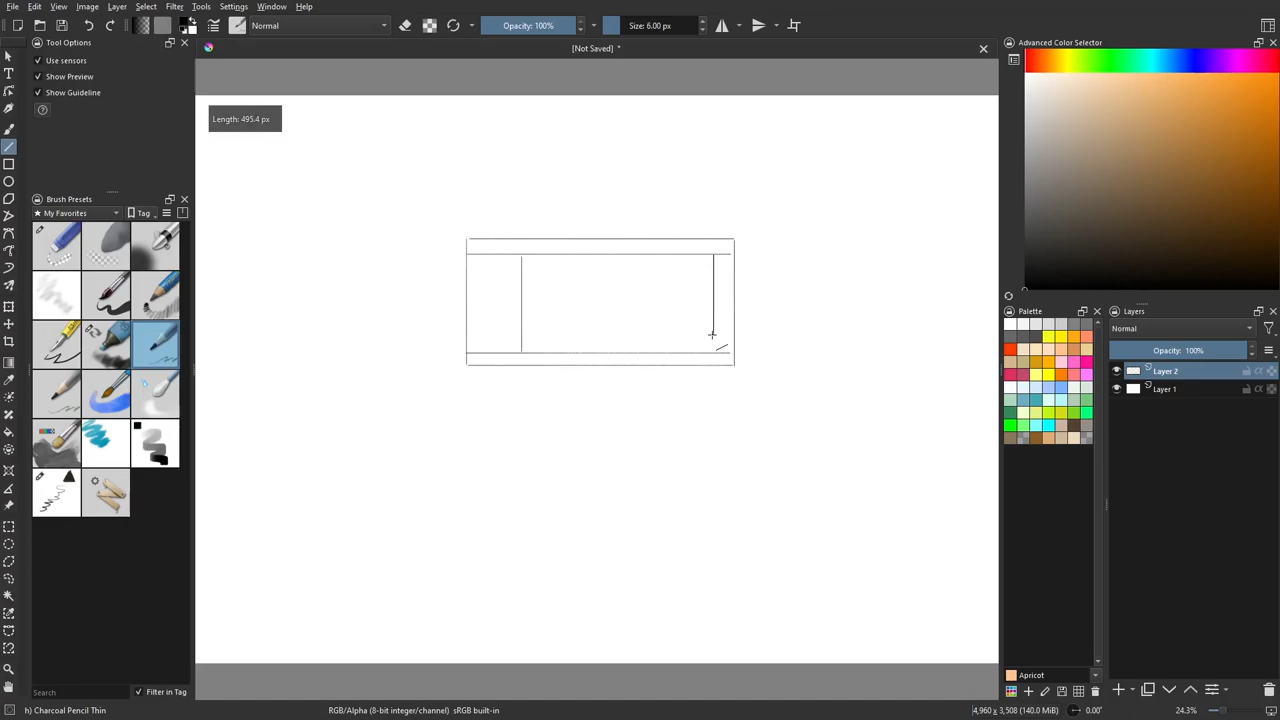 File Edit View Image Layer Select Filter Tools Settings Window Help
Normal
Opacity: 100%
Size: 6.00 px
Tool Options
Use sensors
Show Preview
Show Guideline
Brush Presets
My Favorites
Tag
[Not Saved] *
Length: 495.4 px
Advanced Color Selector
Palette
Apricot
Layers
Normal
Opacity: 100%
Layer 2
Layer 1
Search
Filter in Tag
h) Charcoal Pencil Thin
RGB/Alpha (8-bit integer/channel) sRGB built-in
4,960 x 3,508 (140.0 MiB)
0.00°
24.3%